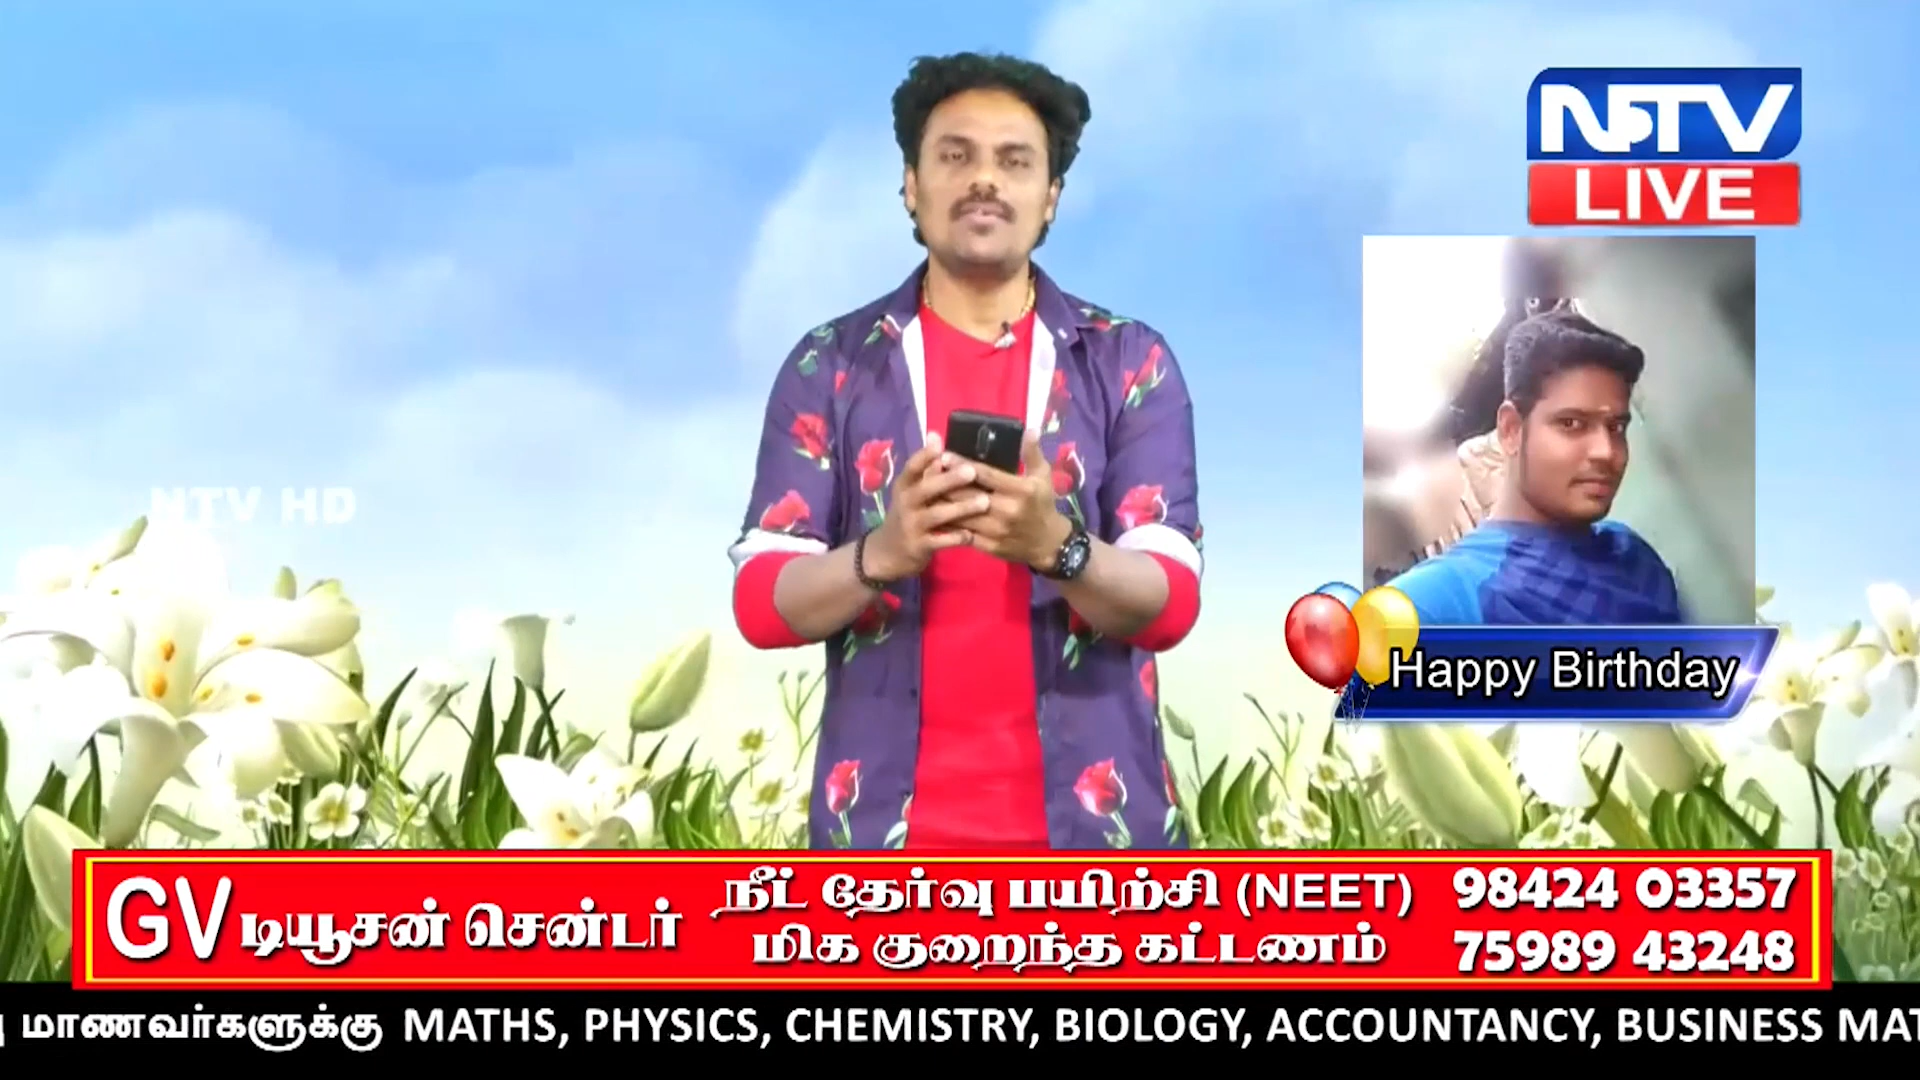 NTV
LIVE
NTV HD
Happy Birthday
GV டியூசன் சென்டர்
நீட் தேர்வு பயிற்சி (NEET)
மிக குறைந்த கட்டணம்
98424 03357
75989 43248
மாணவர்களுக்கு MATHS, PHYSICS, CHEMISTRY, BIOLOGY, ACCOUNTANCY, BUSINESS MAT